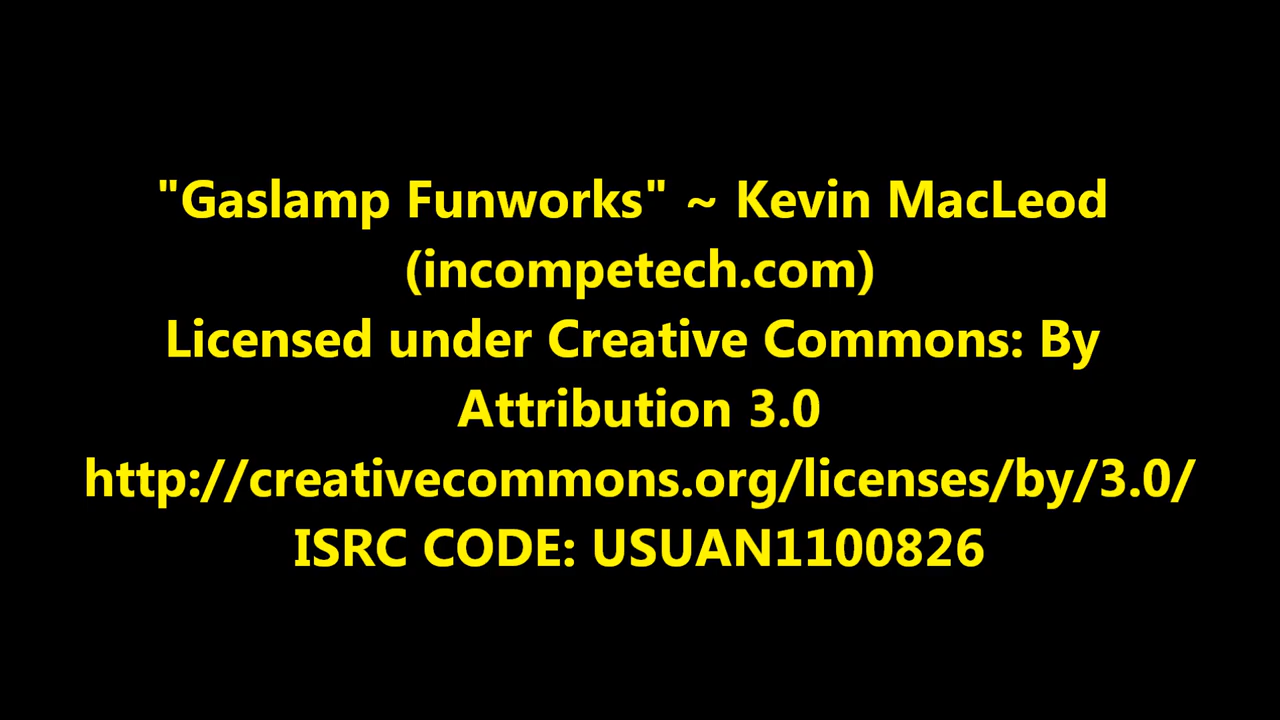 "Gaslamp Funworks" ~ Kevin MacLeod
(incompetech.com)
Licensed under Creative Commons: By
Attribution 3.0
http://creativecommons.org/licenses/by/3.0/
ISRC CODE: USUAN1100826